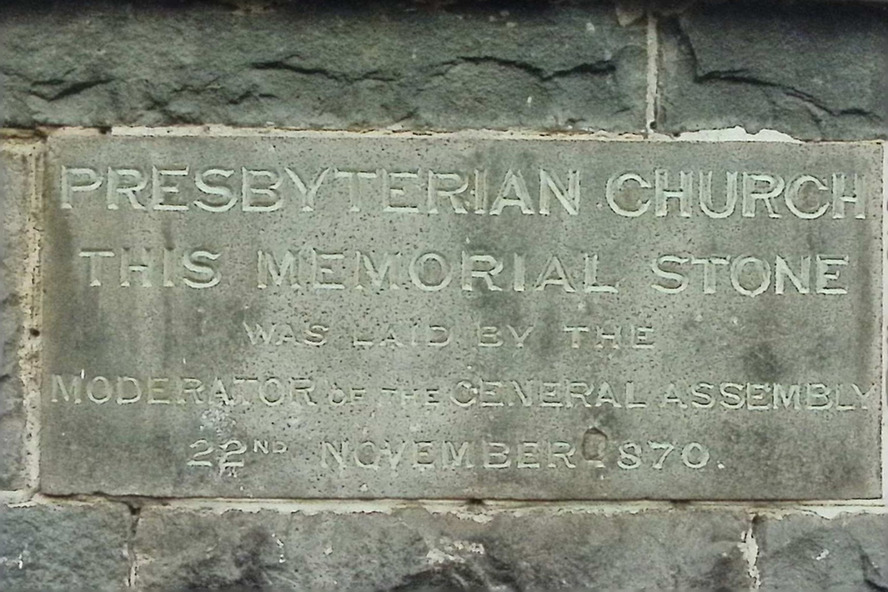 PRESBYTERIAN CHURCH
THIS MEMORIAL STONE
WAS LAID BY THE
MODERATOR OF THE GENERAL ASSEMBLY
22ND NOVEMBER 1870.